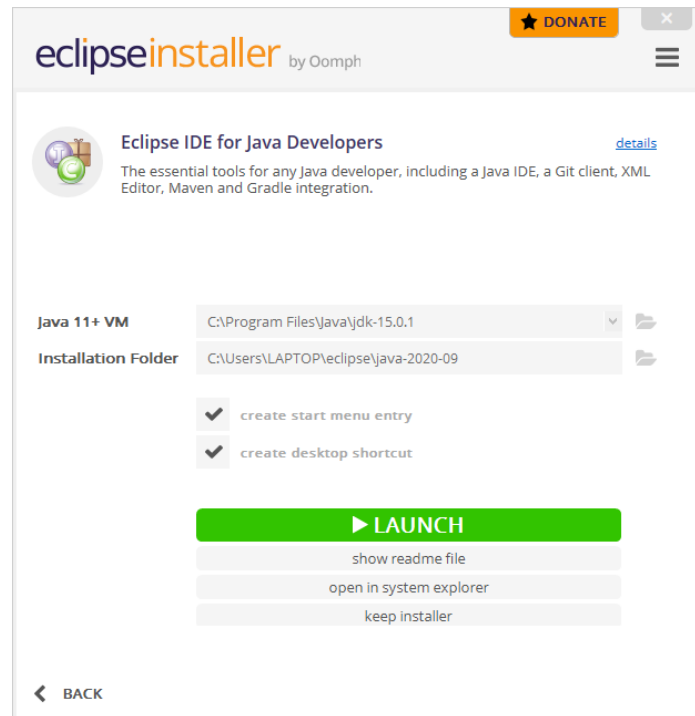 DONATE
eclipseinstaller by Oomph
Eclipse IDE for Java Developers
details
The essential tools for any Java developer, including a Java IDE, a Git client, XML
Editor, Maven and Gradle integration.
Java 11+ VM C:\Program Files\Java\jdk-15.0.1
Installation Folder C:\Users\LAPTOP\eclipse\java-2020-09
create start menu entry
create desktop shortcut
LAUNCH
show readme file
open in system explorer
keep installer
BACK